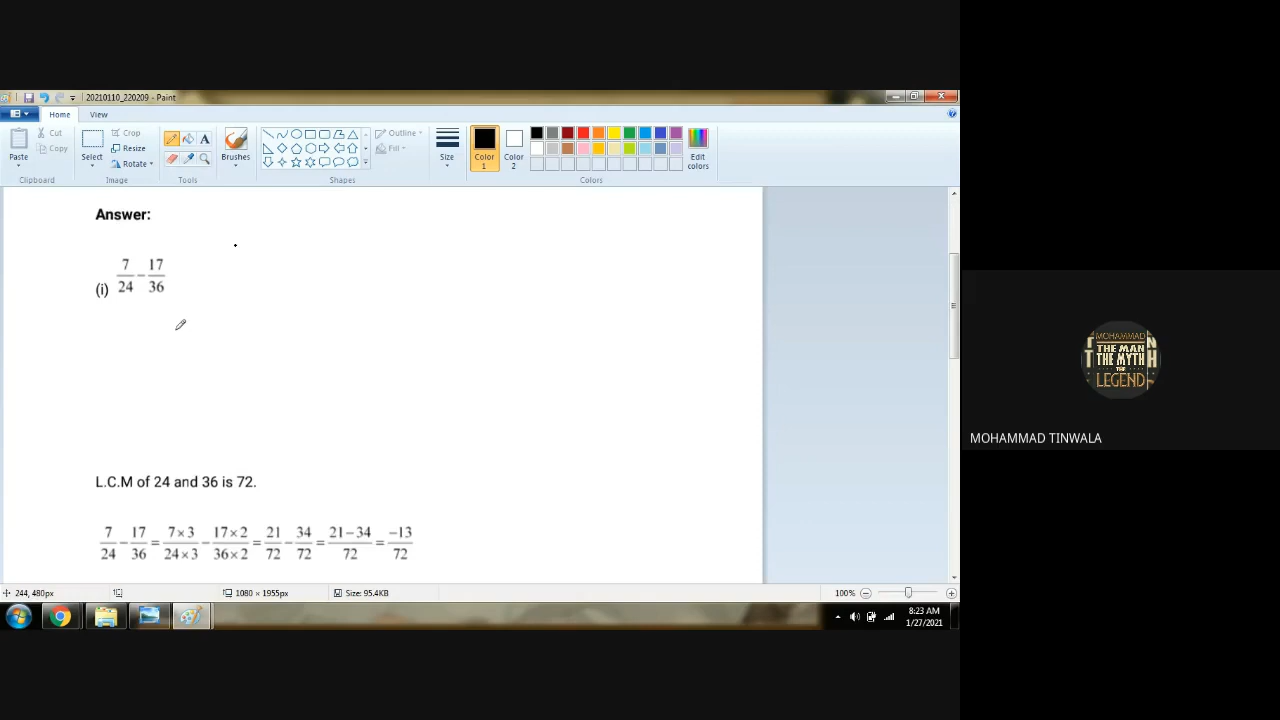 20210110_220209 - Paint
Home View
Cut
Copy
Paste
Clipboard
Select
Crop
Resize
Rotate
Image
A
Tools
Brushes
Outline
Fill
Shapes
Size
Color 1
Color 2
Edit colors
Colors
Answer:
(i) 7/24 − 17/36
L.C.M of 24 and 36 is 72.
7/24 − 17/36 = 7×3/24×3 − 17×2/36×2 = 21/72 − 34/72 = 21−34/72 = −13/72
244, 480px
1080 × 1955px
Size: 95.4KB
100%
8:23 AM
1/27/2021
MOHAMMAD
THE MAN
THE MYTH
THE
LEGEND
MOHAMMAD TINWALA